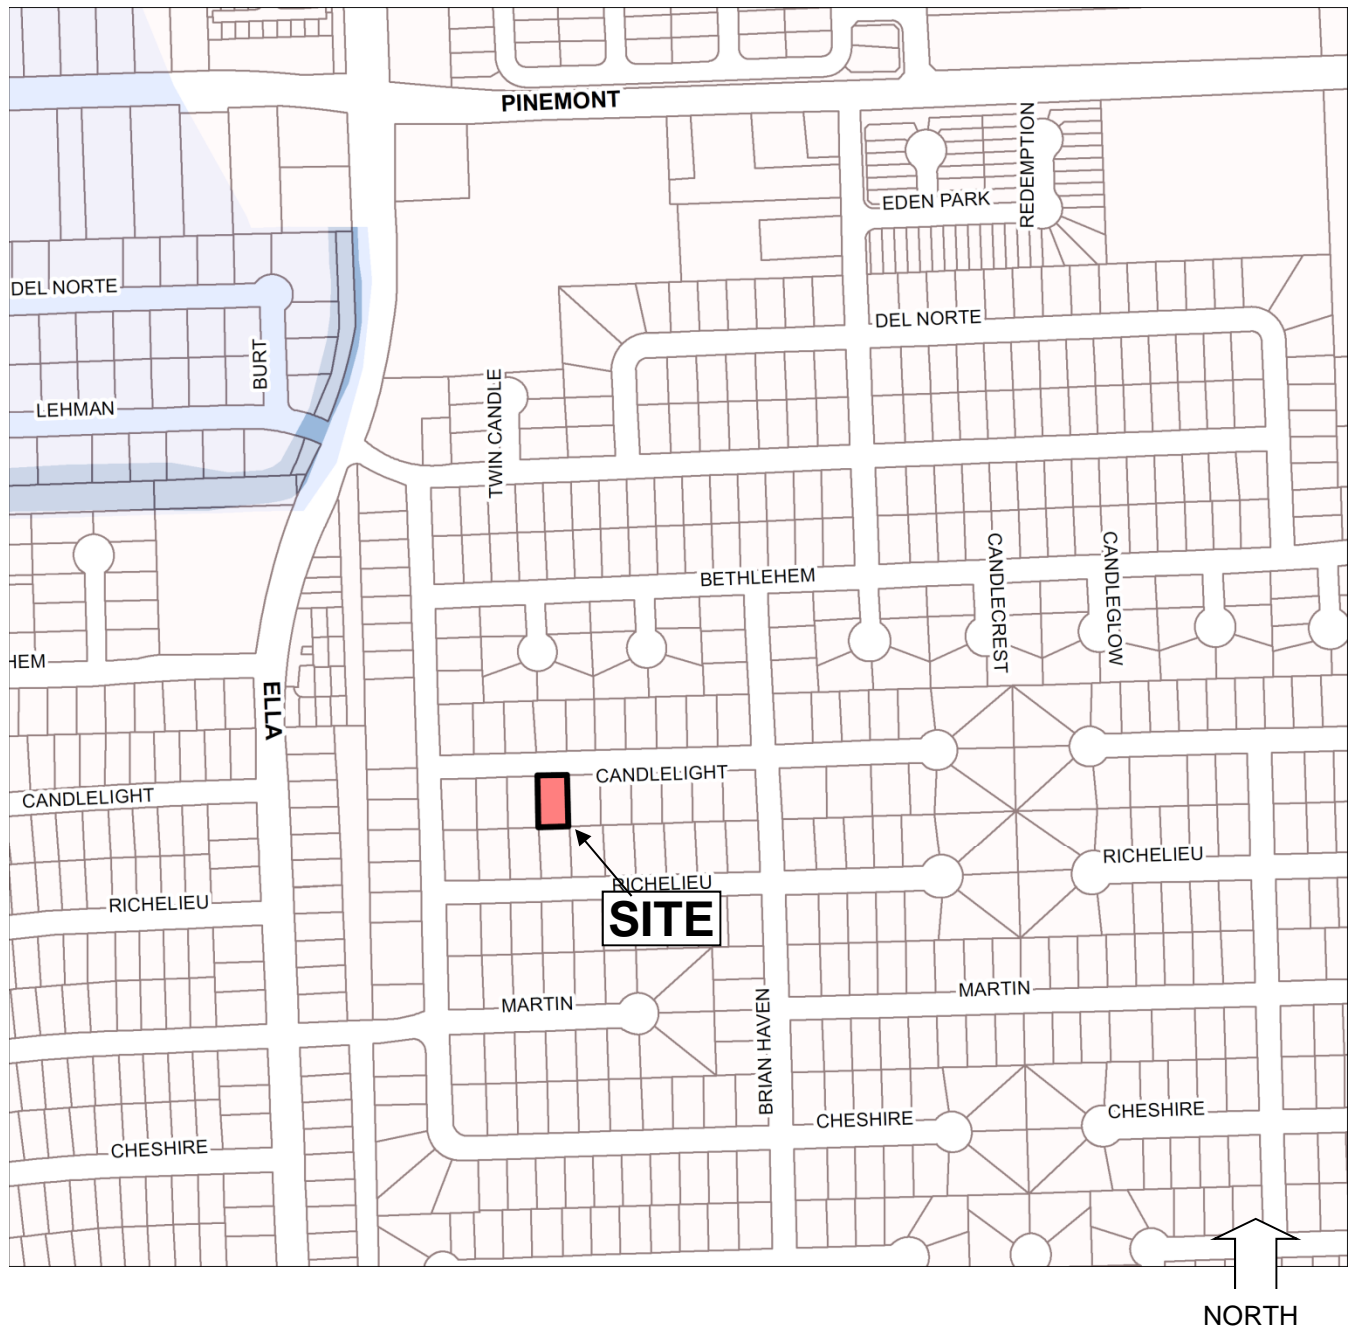 PINEMONT
REDEMPTION
EDEN PARK
DEL NORTE
DEL NORTE
BURT
TWIN CANDLE
LEHMAN
CANDLECREST
CANDLEGLOW
BETHLEHEM
HEM
ELLA
CANDLELIGHT
CANDLELIGHT
RICHELIEU
RICHELIEU
RICHELIEU
SITE
MARTIN
MARTIN
BRIAN HAVEN
CHESHIRE
CHESHIRE
CHESHIRE
NORTH